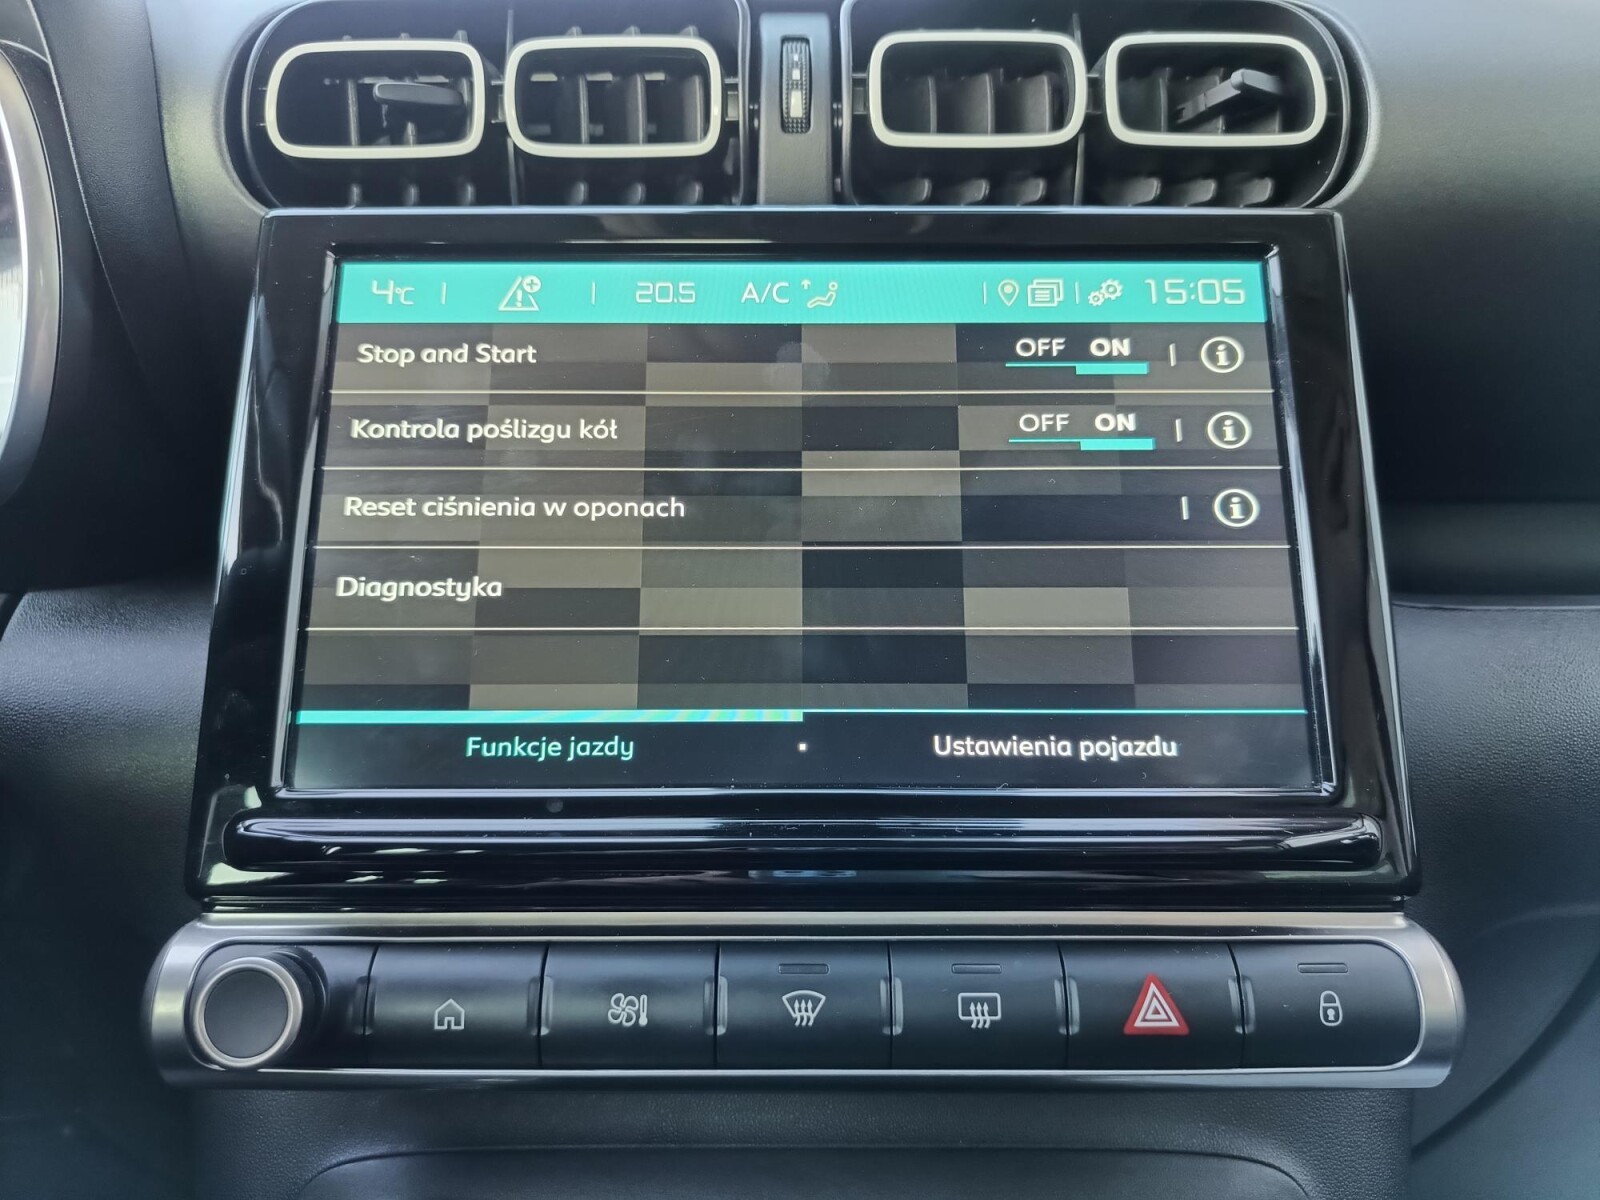 4°C 20.5 A/C 15:05
Stop and Start OFF ON
Kontrola poślizgu kół OFF ON
Reset ciśnienia w oponach
Diagnostyka
Funkcje jazdy Ustawienia pojazdu